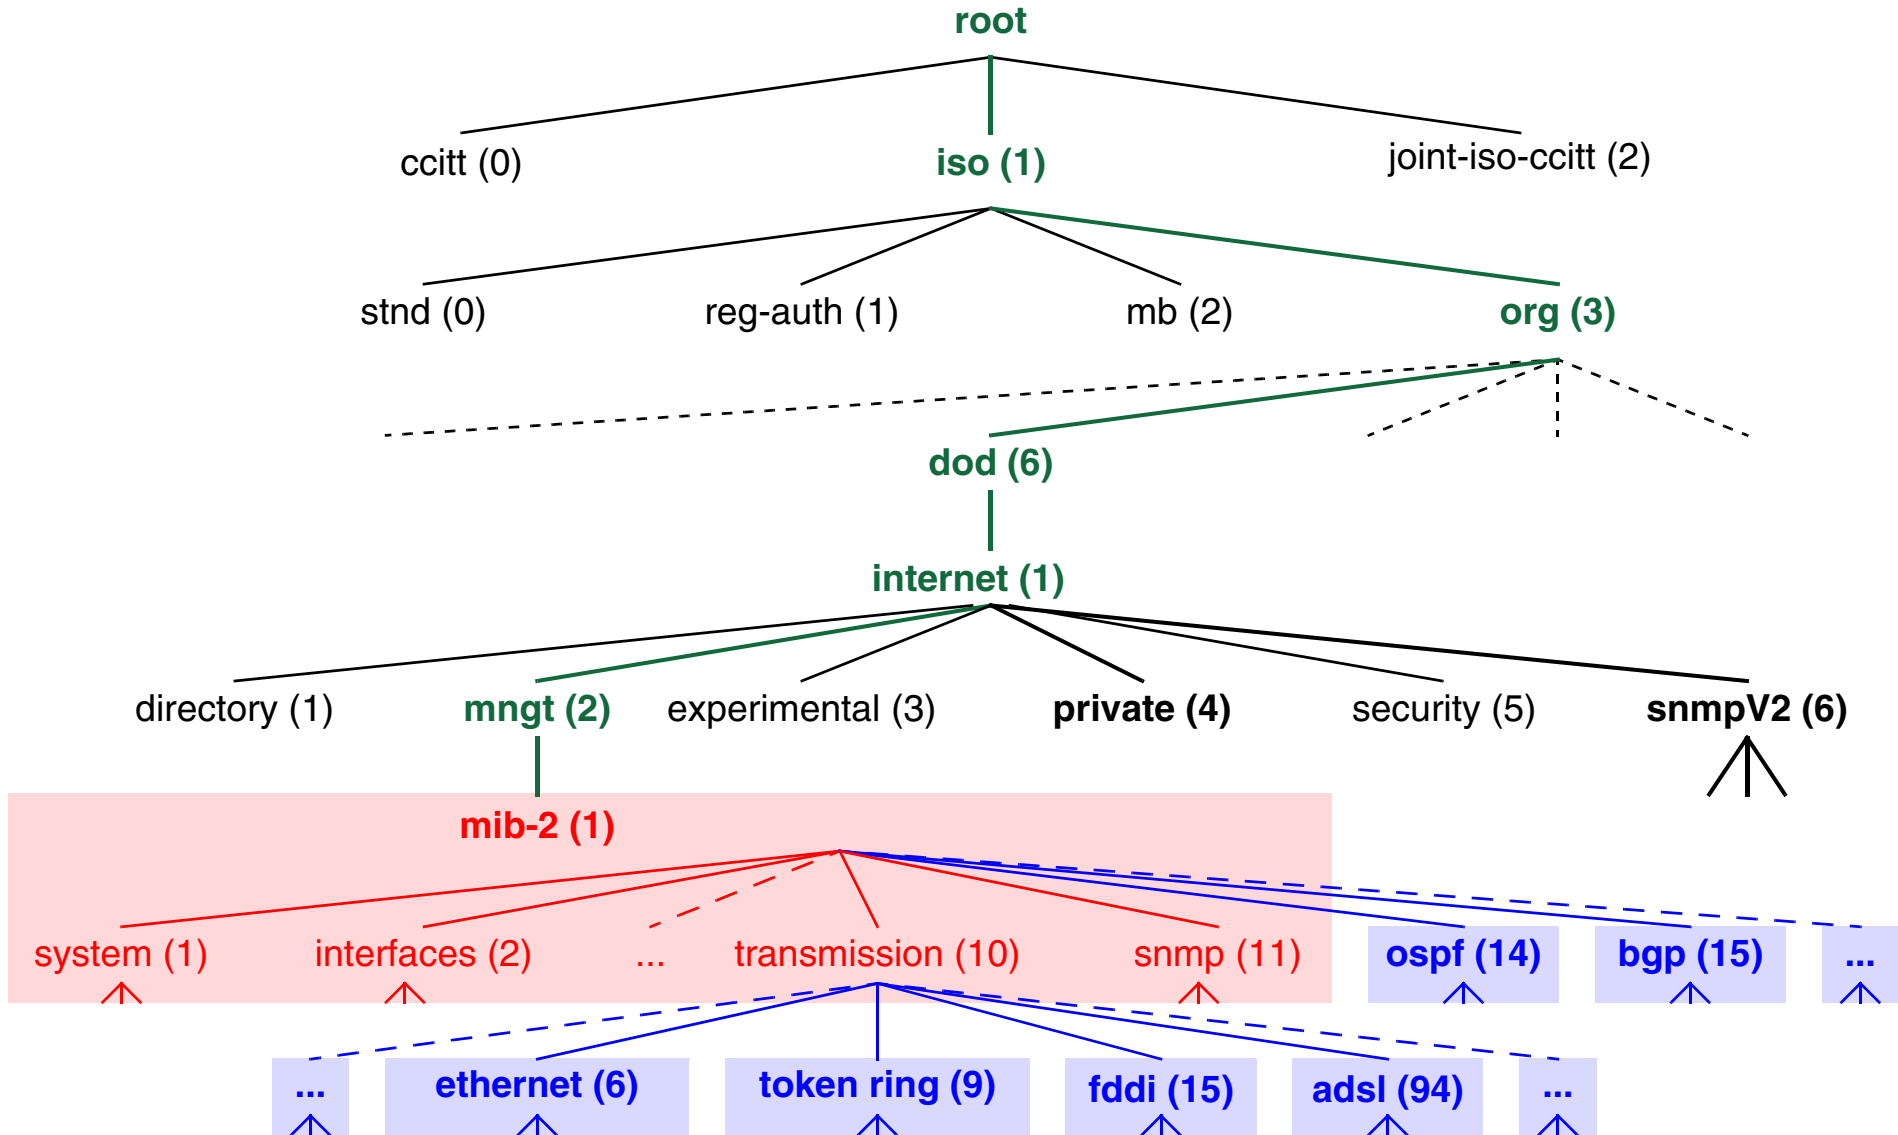 root
ccitt (0) iso (1) joint-iso-ccitt (2)
stnd (0) reg-auth (1) mb (2) org (3)
dod (6)
internet (1)
directory (1) mngt (2) experimental (3) private (4) security (5) snmpV2 (6)
mib-2 (1)
system (1) interfaces (2) ... transmission (10) snmp (11) ospf (14) bgp (15) ...
... ethernet (6) token ring (9) fddi (15) adsl (94) ...